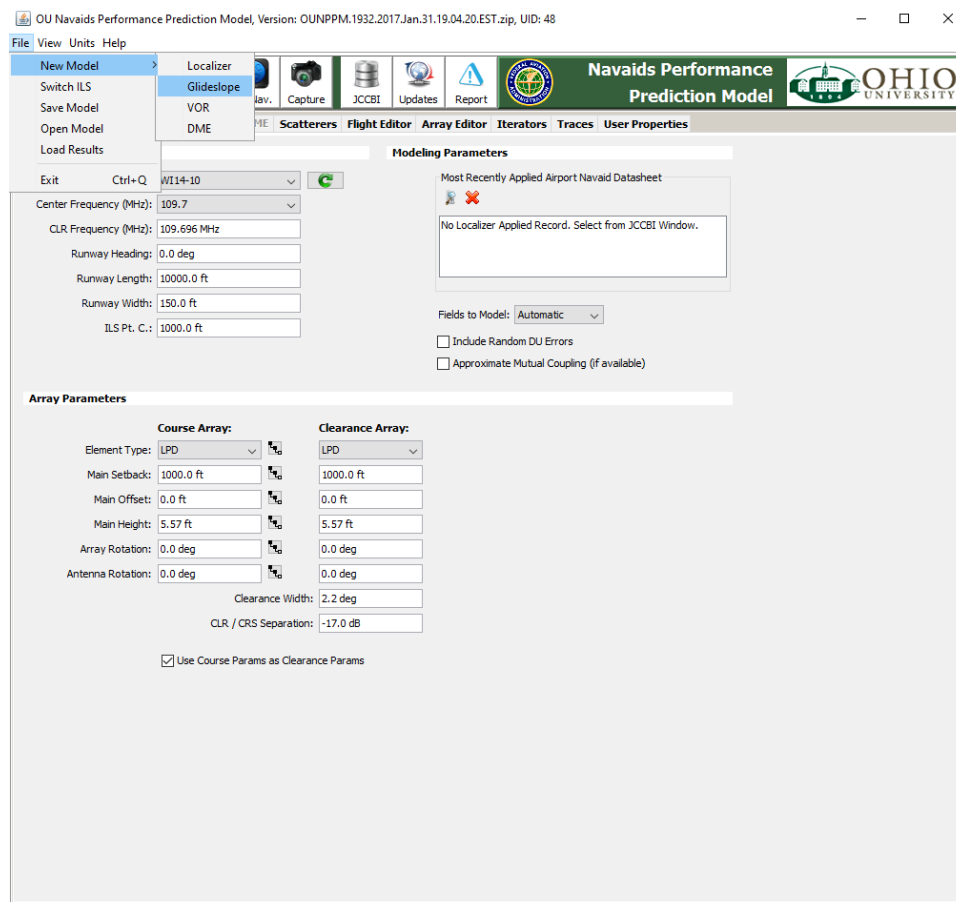 OU Navaids Performance Prediction Model, Version: OUNPPM.1932.2017.Jan.31.19.04.20.EST.zip, UID: 48
File View Units Help
New Model
Switch ILS
Save Model
Open Model
Load Results
Exit Ctrl+Q
Localizer
Glideslope
VOR
DME
Nav. Capture JCCBI Updates Report
Navaids Performance
Prediction Model
OHIO
UNIVERSITY
ME Scatterers Flight Editor Array Editor Iterators Traces User Properties
Modeling Parameters
WI14-10
Center Frequency (MHz): 109.7
CLR Frequency (MHz): 109.696 MHz
Runway Heading: 0.0 deg
Runway Length: 10000.0 ft
Runway Width: 150.0 ft
ILS Pt. C.: 1000.0 ft
Most Recently Applied Airport Navaid Datasheet
No Localizer Applied Record. Select from JCCBI Window.
Fields to Model: Automatic
Include Random DU Errors
Approximate Mutual Coupling (if available)
Array Parameters
Course Array: Clearance Array:
Element Type: LPD LPD
Main Setback: 1000.0 ft 1000.0 ft
Main Offset: 0.0 ft 0.0 ft
Main Height: 5.57 ft 5.57 ft
Array Rotation: 0.0 deg 0.0 deg
Antenna Rotation: 0.0 deg 0.0 deg
Clearance Width: 2.2 deg
CLR / CRS Separation: -17.0 dB
Use Course Params as Clearance Params